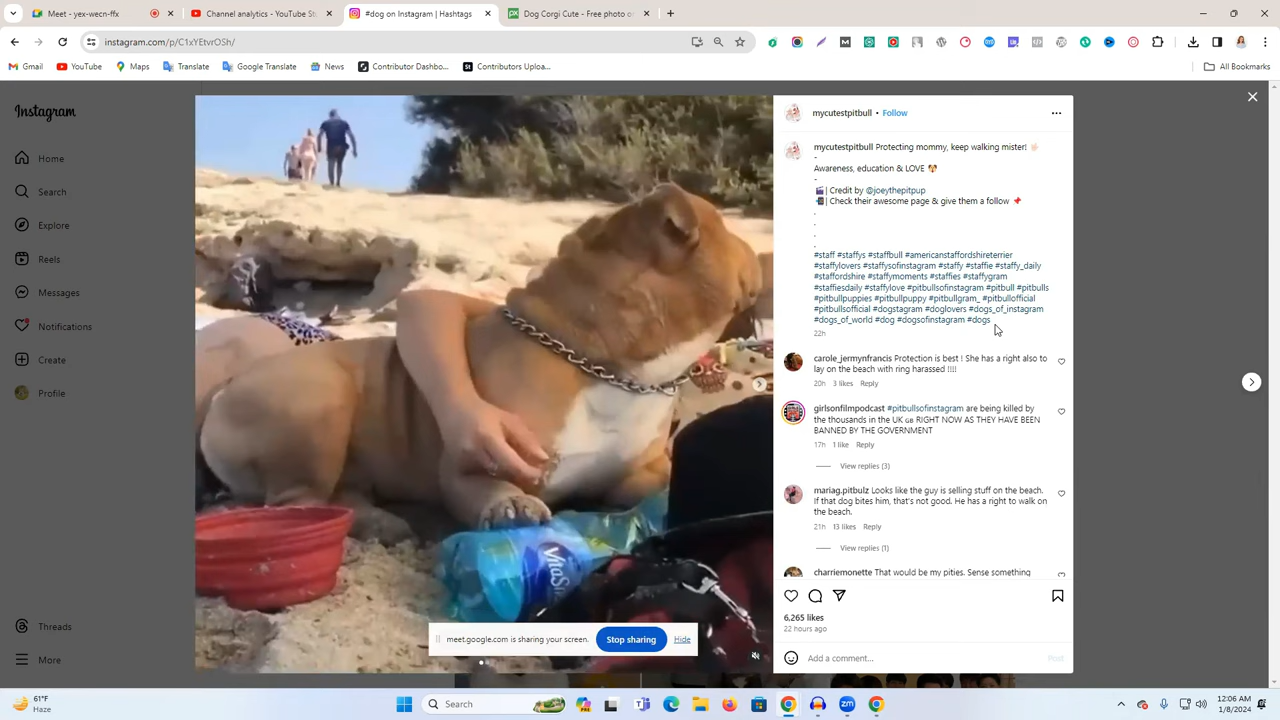 Meet - yex-wecn-yyf
Channel analytics - YouTube St
#dog on Instagram | Hashtags
Dog Corgi Cute - Free photo o
Gmail
YouTube
Maps
Translate
Google Translate
News
Contributor Dashbo...
Contributors Uploa...
All Bookmarks
Instagram
Home
Search
Explore
Reels
Messages
Notifications
Create
Profile
Threads
More
mycutestpitbull • Follow
mycutestpitbull Protecting mommy, keep walking mister!
-
Awareness, education & LOVE
-
| Credit by @joeythepitpup
| Check their awesome page & give them a follow
.
.
.
.
#staff #staffys #staffbull #americanstaffordshireterrier
#staffylovers #staffysofinstagram #staffy #staffie #staffy_daily
#staffordshire #staffymoments #staffies #staffygram
#staffiesdaily #staffylove #pitbullsofinstagram #pitbull #pitbulls
#pitbullpuppies #pitbullpuppy #pitbullgram_ #pitbullofficial
#pitbullsofficial #dogstagram #doglovers #dogs_of_instagram
#dogs_of_world #dog #dogsofinstagram #dogs
22h
carole_jermynfrancis Protection is best ! She has a right also to
lay on the beach with ring harassed !!!!
20h 3 likes Reply
girlsonfilmpodcast #pitbullsofinstagram are being killed by
the thousands in the UK GB RIGHT NOW AS THEY HAVE BEEN
BANNED BY THE GOVERNMENT
17h 1 like Reply
View replies (3)
mariag.pitbulz Looks like the guy is selling stuff on the beach.
If that dog bites him, that's not good. He has a right to walk on
the beach.
21h 13 likes Reply
View replies (1)
charriemonette That would be my pities. Sense something
6,265 likes
22 hours ago
Add a comment...
Post
meet.google.com is sharing your screen.
Stop sharing
Hide
61°F
Haze
Search
12:06 AM
1/8/2024